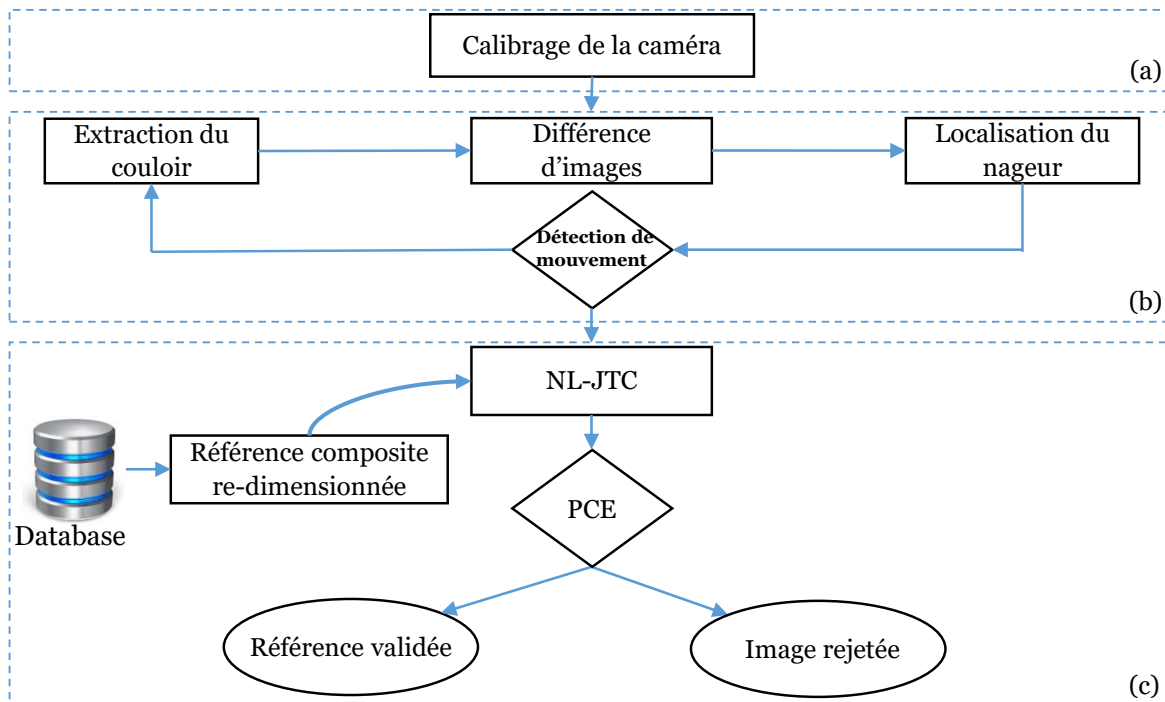 Calibrage de la caméra
(a)
Extraction du
couloir
Différence
d'images
Localisation du
nageur
Détection de
mouvement
(b)
NL-JTC
Référence composite
re-dimensionnée
Database
PCE
Référence validée
Image rejetée
(c)